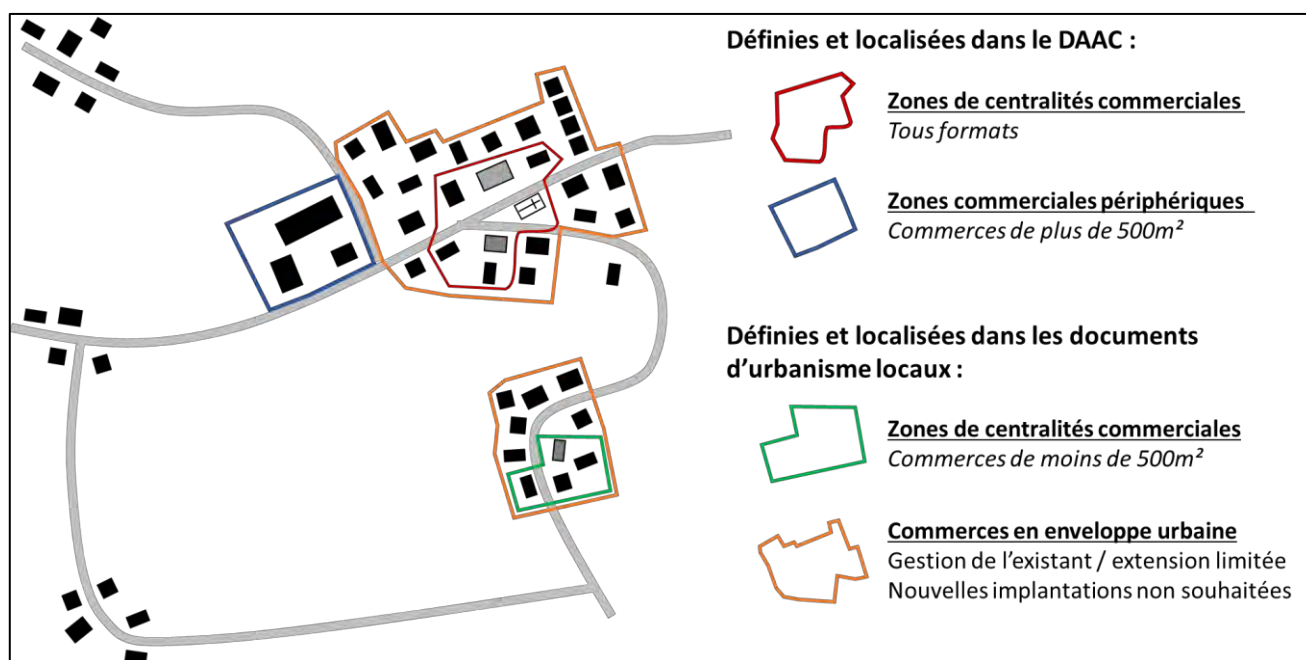 Définies et localisées dans le DAAC :
Zones de centralités commerciales
Tous formats
Zones commerciales périphériques
Commerces de plus de 500m²
Définies et localisées dans les documents
d’urbanisme locaux :
Zones de centralités commerciales
Commerces de moins de 500m²
Commerces en enveloppe urbaine
Gestion de l’existant / extension limitée
Nouvelles implantations non souhaitées